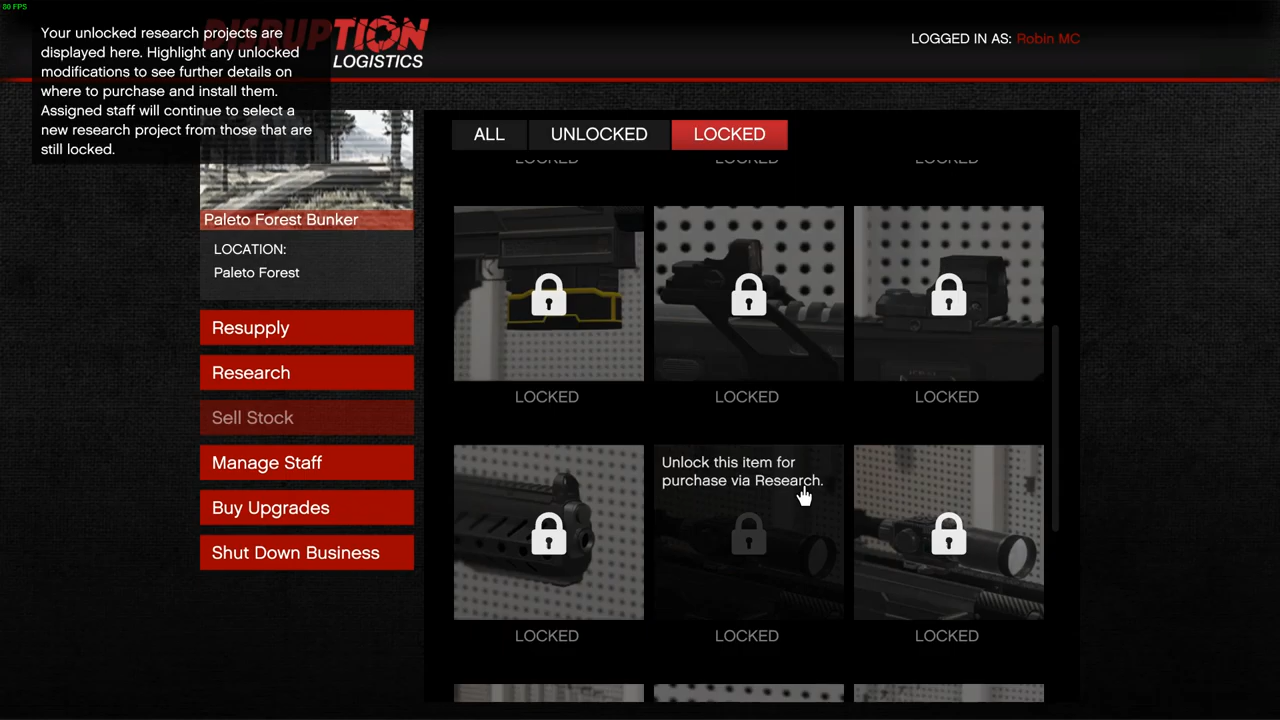 60 FPS
Your unlocked research projects are
displayed here. Highlight any unlocked
modifications to see further details on
where to purchase and install them.
Assigned staff will continue to select a
new research project from those that are
still locked.
DISRUPTION
LOGISTICS
LOGGED IN AS: Robin MC
Paleto Forest Bunker
LOCATION:
Paleto Forest
Resupply
Research
Sell Stock
Manage Staff
Buy Upgrades
Shut Down Business
ALL UNLOCKED LOCKED
LOCKED LOCKED LOCKED
LOCKED LOCKED LOCKED
Unlock this item for
purchase via Research.
LOCKED LOCKED LOCKED